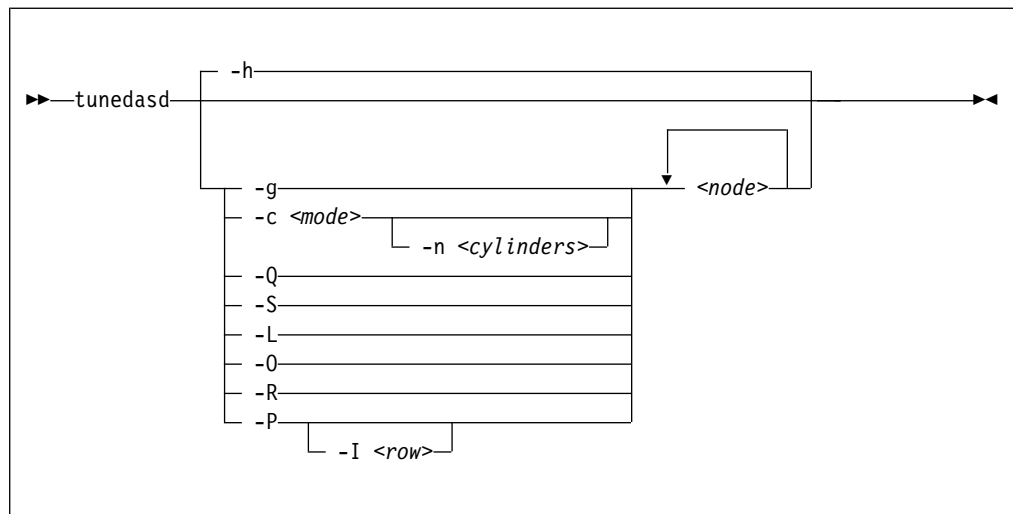 -h
tunedasd
-g <node>
-c <mode>
-n <cylinders>
-Q
-S
-L
-O
-R
-P
-I <row>